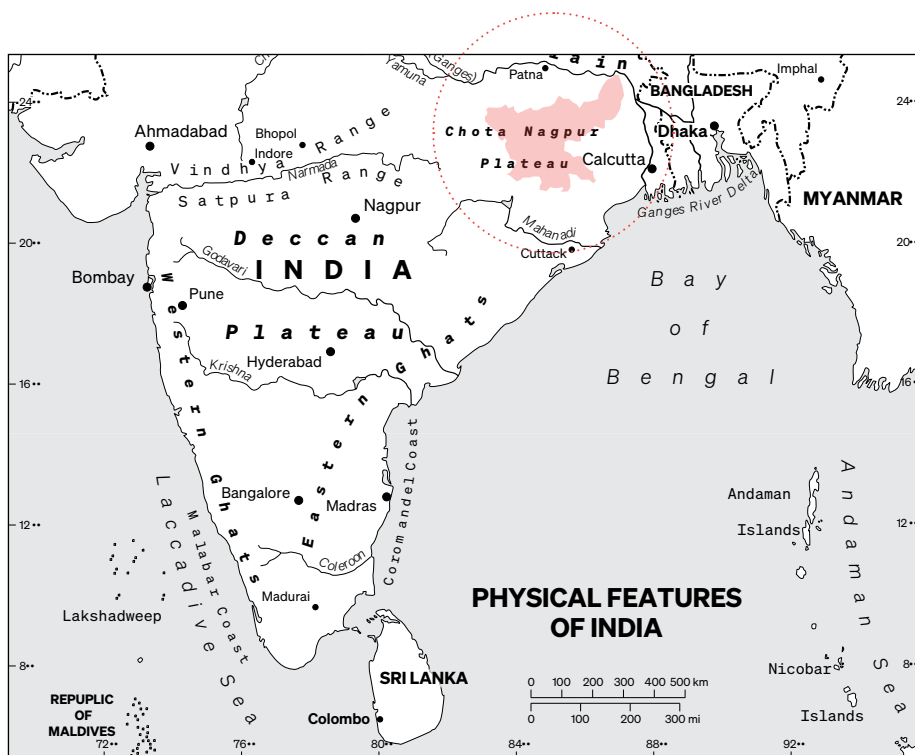 Ganges)
Yamuna
Patna
Imphal
BANGLADESH
24
24••
Chota Nagpur
Plateau
Dhaka
Calcutta
Ahmadabad
Bhopol
Indore
Vindhya Range
Narmada
Satpura Range
Ganges River Delta
MYANMAR
Nagpur
Deccan
Mahanadi
Cuttack
20••
20••
Godavari
INDIA
Bombay
Pune
Western Ghats
Bay
of
Bengal
Plateau
Hyderabad
Krishna
Eastern Ghats
16••
16
Coromandel Coast
Bangalore
Madras
Andaman
Islands
Andaman Sea
12••
12••
Laccadive Sea
Malabar Coast
Coleroon
Madurai
Lakshadweep
PHYSICAL FEATURES
OF INDIA
8••
8••
Nicobar
Islands
SRI LANKA
0 100 200 300 400 500 km
0 100 200 300 mi
REPUPLIC
OF
MALDIVES
Colombo
72••
76••
80••
84••
88••
92••